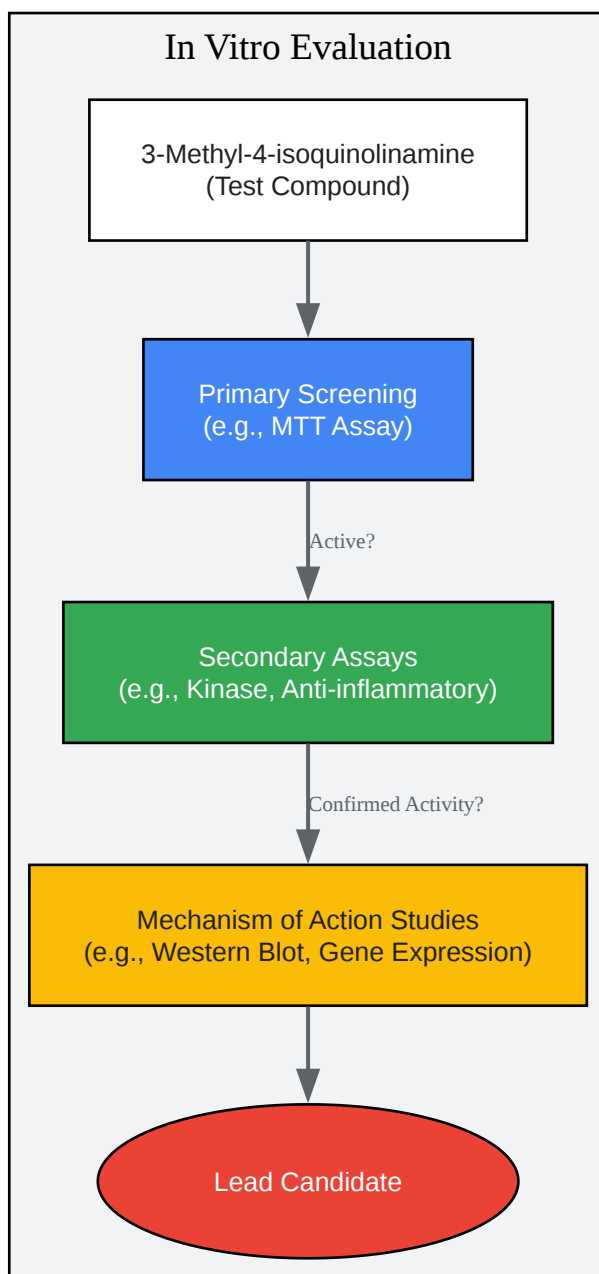 In Vitro Evaluation
3-Methyl-4-isoquinolinamine
(Test Compound)
Primary Screening
(e.g., MTT Assay)
Active?
Secondary Assays
(e.g., Kinase, Anti-inflammatory)
Confirmed Activity?
Mechanism of Action Studies
(e.g., Western Blot, Gene Expression)
Lead Candidate